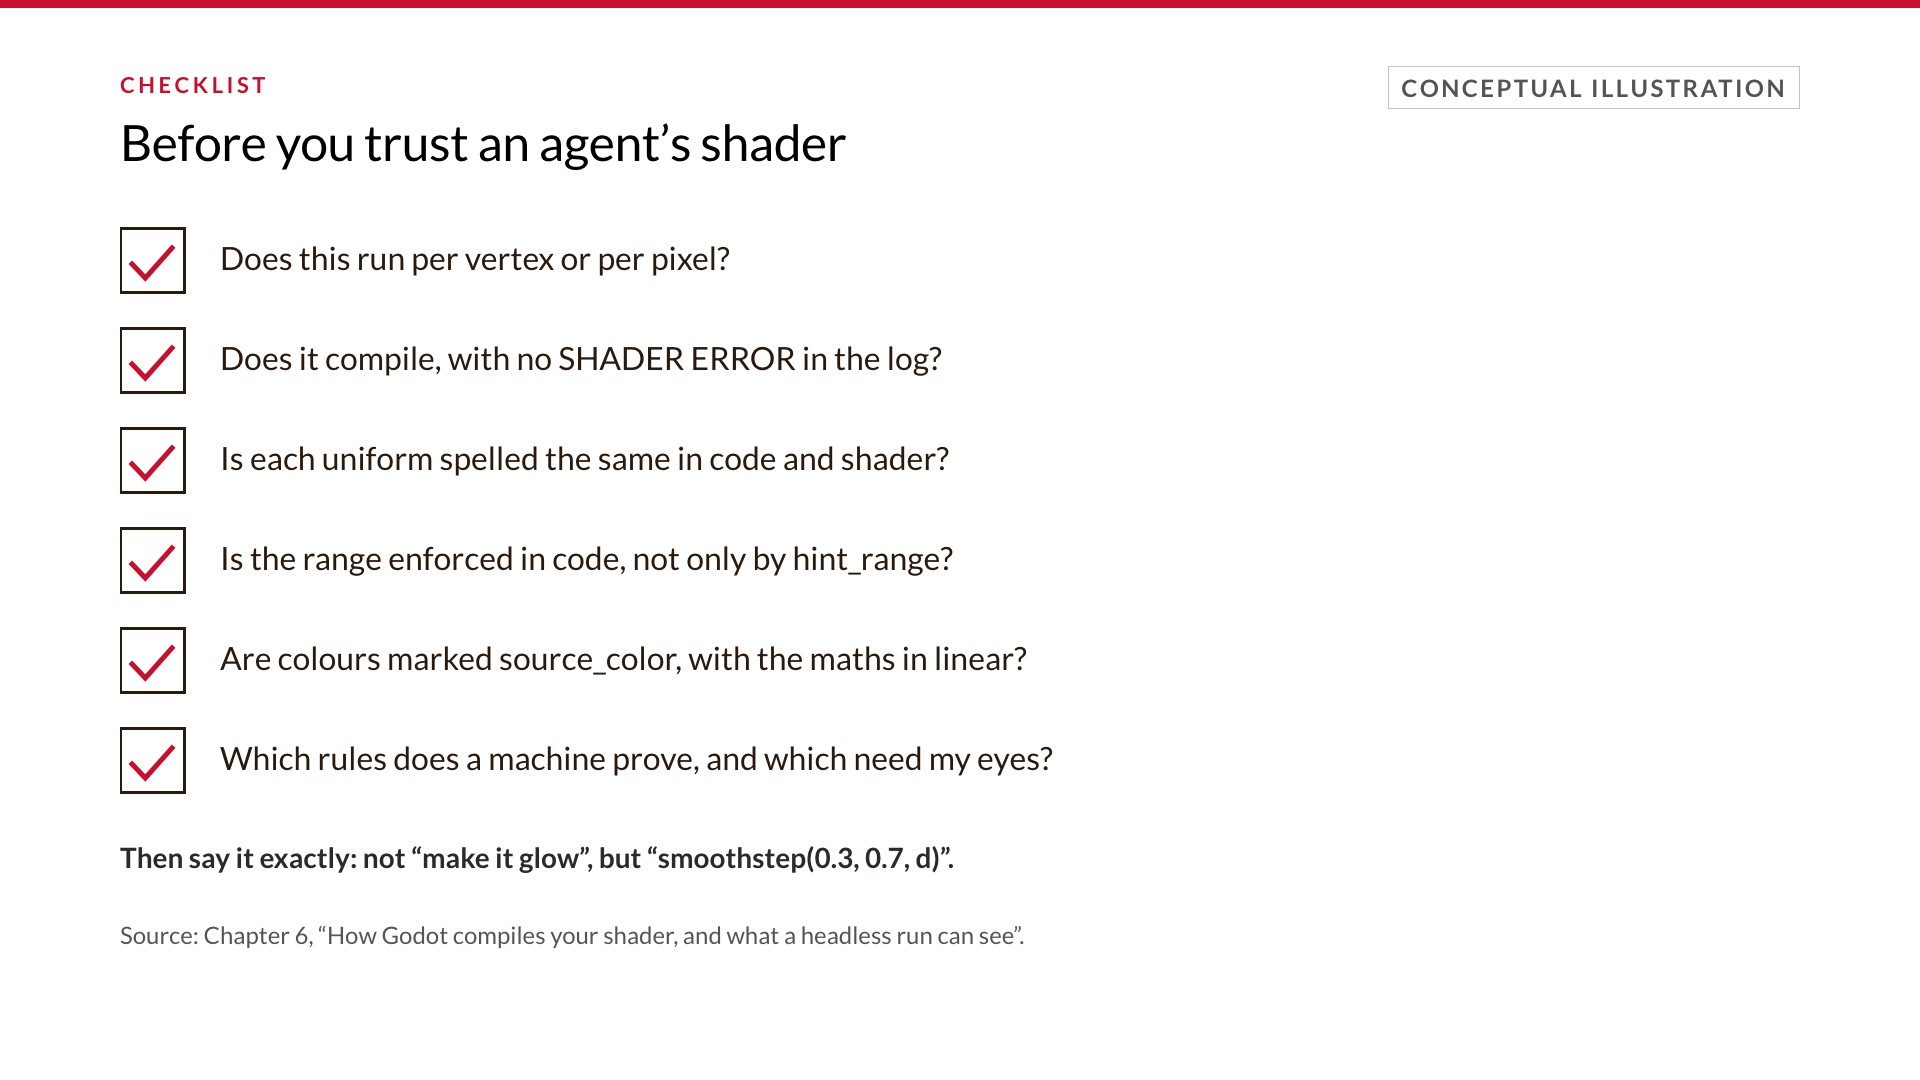 CHECKLIST
CONCEPTUAL ILLUSTRATION
Before you trust an agent’s shader
Does this run per vertex or per pixel?
Does it compile, with no SHADER ERROR in the log?
Is each uniform spelled the same in code and shader?
Is the range enforced in code, not only by hint_range?
Are colours marked source_color, with the maths in linear?
Which rules does a machine prove, and which need my eyes?
Then say it exactly: not “make it glow”, but “smoothstep(0.3, 0.7, d)”.
Source: Chapter 6, “How Godot compiles your shader, and what a headless run can see”.